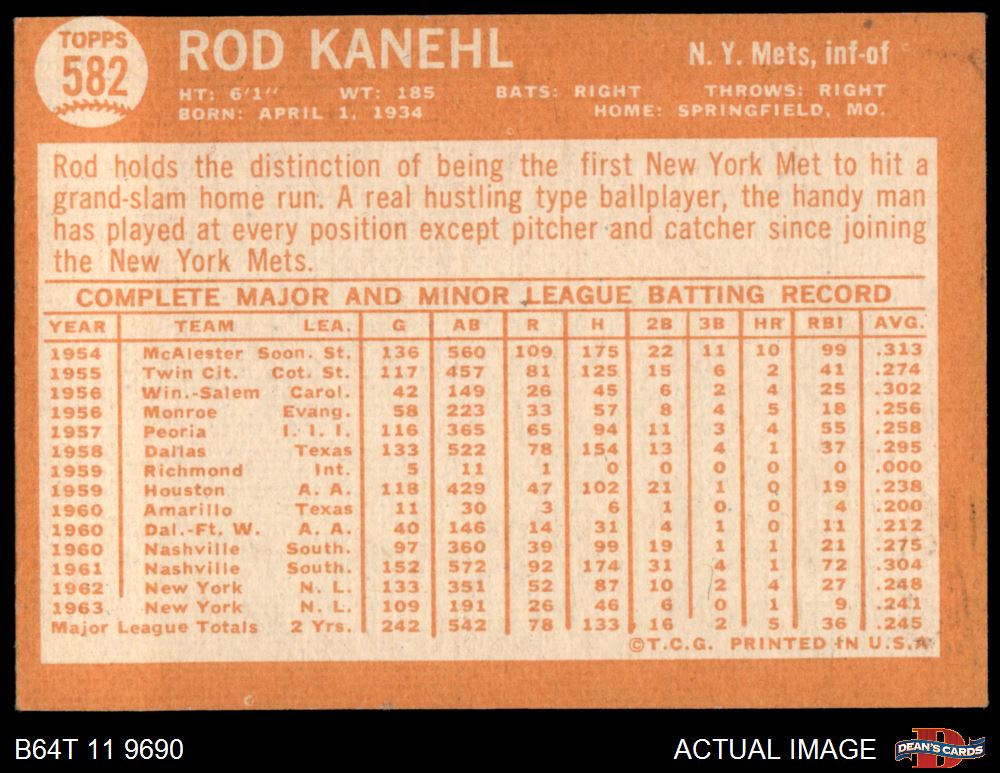 TOPPS
582
ROD KANEHL
N. Y. Mets, inf-of
HT: 6'1" WT: 185 BATS: RIGHT THROWS: RIGHT
BORN: APRIL 1, 1934 HOME: SPRINGFIELD, MO.
Rod holds the distinction of being the first New York Met to hit a
grand-slam home run. A real hustling type ballplayer, the handy man
has played at every position except pitcher and catcher since joining
the New York Mets.
COMPLETE MAJOR AND MINOR LEAGUE BATTING RECORD
YEAR TEAM LEA. G AB R H 2B 3B HR RBI AVG.
1954 McAlester Soon. St. 136 560 109 175 22 11 10 99 .313
1955 Twin Cit. Cot. St. 117 457 81 125 15 6 2 41 .274
1956 Win.-Salem Carol. 42 149 26 45 6 2 4 25 .302
1956 Monroe Evang. 58 223 33 57 8 4 5 18 .256
1957 Peoria I. I. I. 116 365 65 94 11 3 4 55 .258
1958 Dallas Texas 133 522 78 154 13 4 1 37 .295
1959 Richmond Int. 5 11 1 0 0 0 0 0 .000
1959 Houston A. A. 118 429 47 102 21 1 0 19 .238
1960 Amarillo Texas 11 30 3 6 1 0 0 4 .200
1960 Dal.-Ft. W. A. A. 40 146 14 31 4 1 0 11 .212
1960 Nashville South. 97 360 39 99 19 1 1 21 .275
1961 Nashville South. 152 572 92 174 31 4 1 72 .304
1962 New York N. L. 133 351 52 87 10 2 4 27 .248
1963 New York N. L. 109 191 26 46 6 0 1 9 .241
Major League Totals 2 Yrs. 242 542 78 133 16 2 5 36 .245
©T.C.G. PRINTED IN U.S.A
B64T 11 9690
ACTUAL IMAGE
D
DEAN'S CARDS